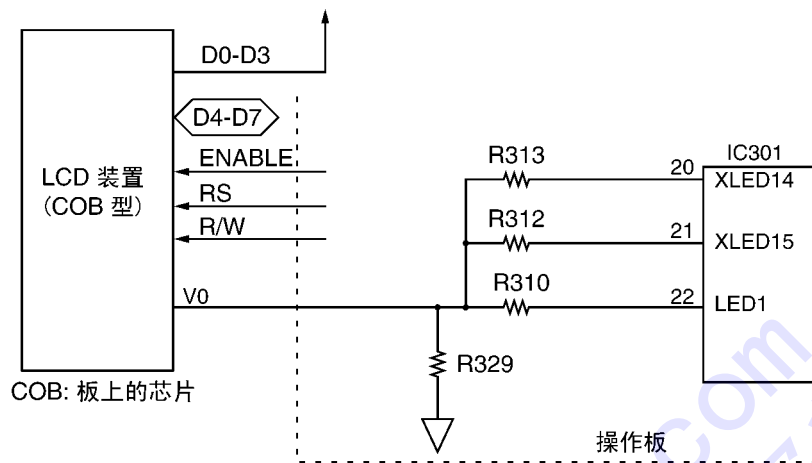 D0-D3
D4-D7
ENABLE
RS
R/W
V0
LCD 装置
(COB 型)
COB: 板上的芯片
R313
R312
R310
R329
20
21
22
IC301
XLED14
XLED15
LED1
操作板
com